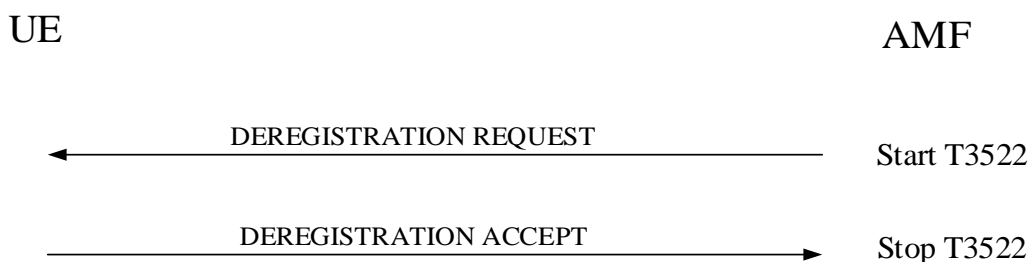 UE
AMF
DEREGISTRATION REQUEST
Start T3522
DEREGISTRATION ACCEPT
Stop T3522